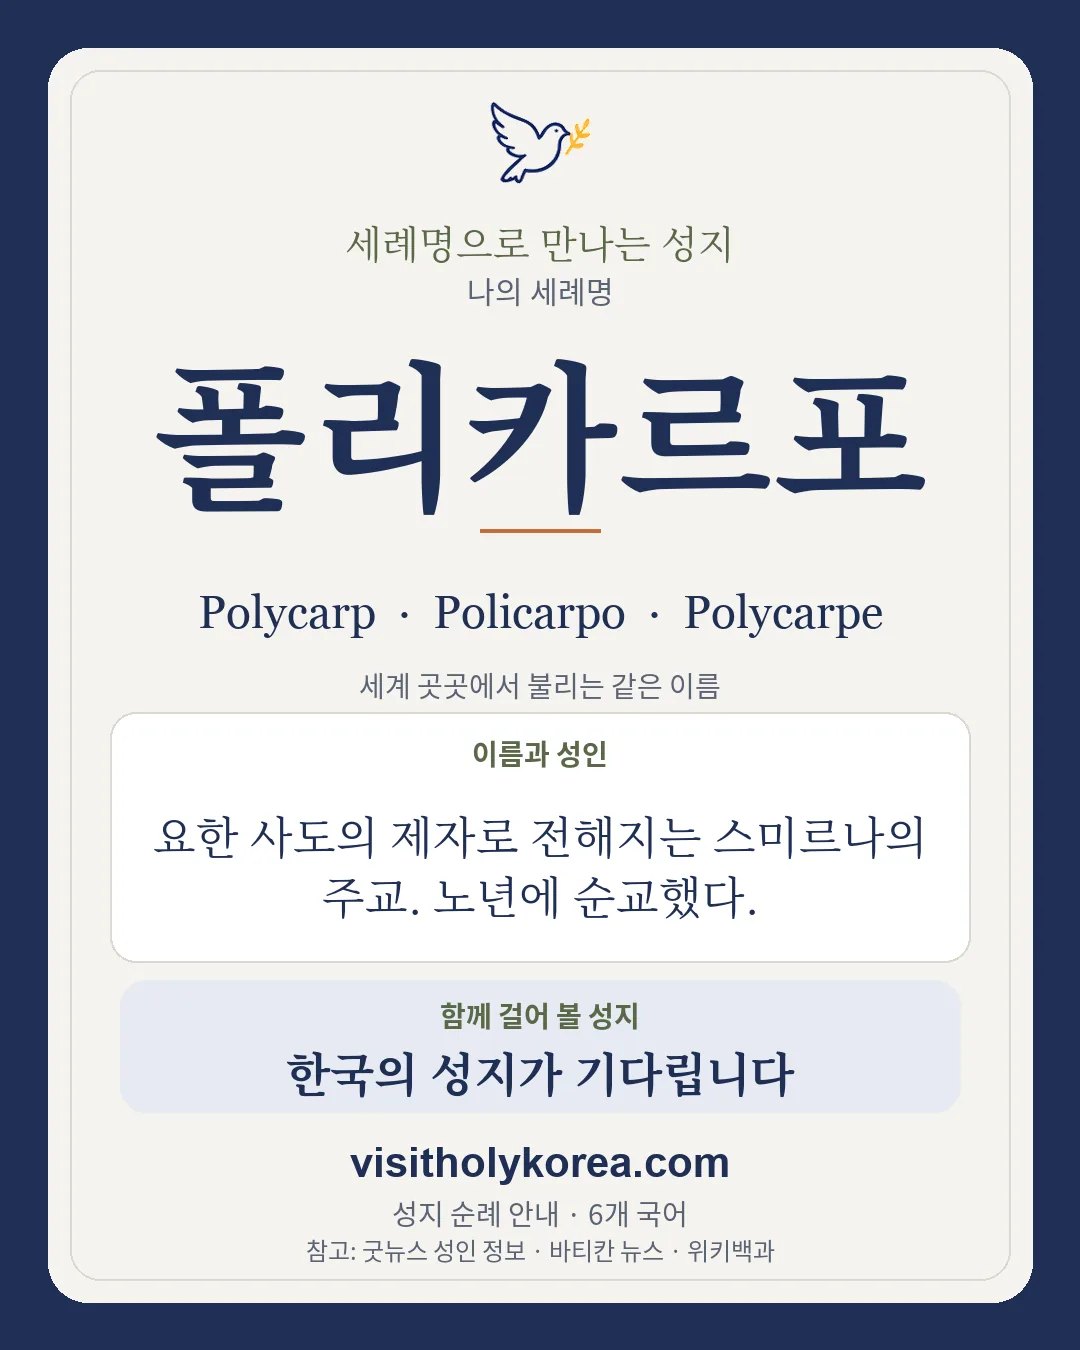 세례명으로 만나는 성지
나의 세례명
폴리카르포
Polycarp · Policarpo · Polycarpe
세계 곳곳에서 불리는 같은 이름
이름과 성인
요한 사도의 제자로 전해지는 스미르나의
주교. 노년에 순교했다.
함께 걸어 볼 성지
한국의 성지가 기다립니다
visitholykorea.com
성지 순례 안내 · 6개 국어
참고: 굿뉴스 성인 정보 · 바티칸 뉴스 · 위키백과